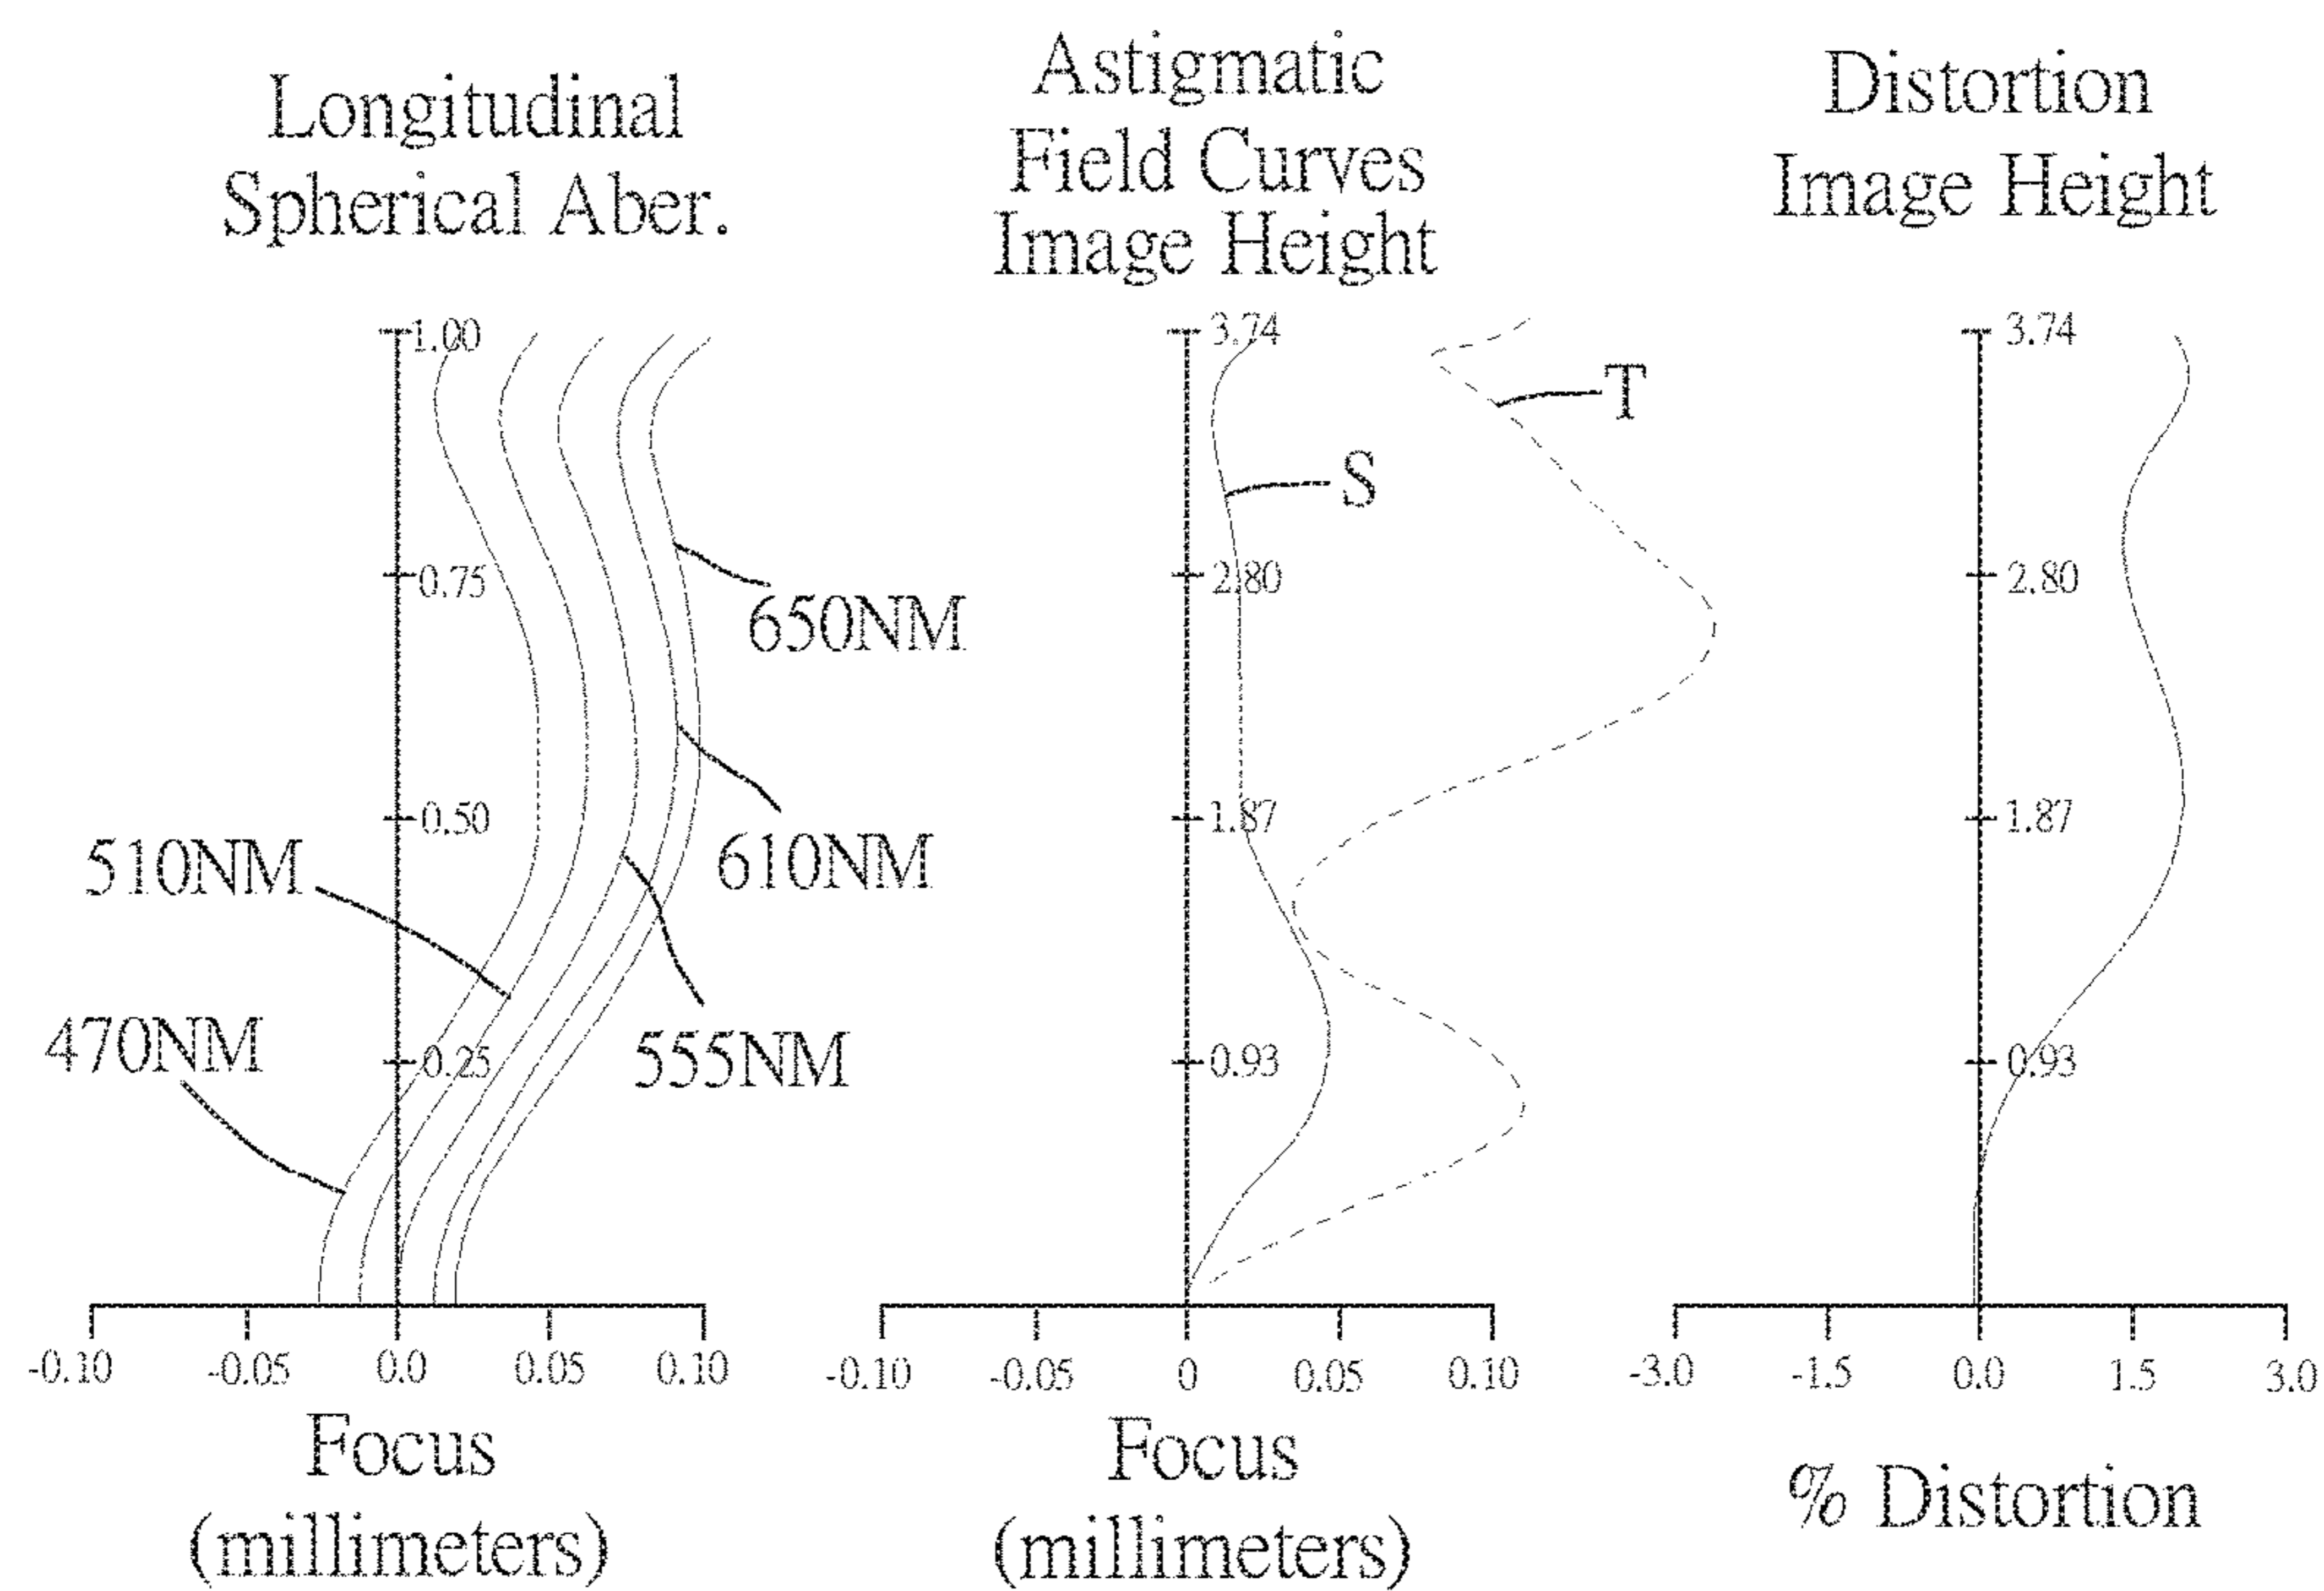 Longitudinal
Spherical Aber.
1.00
0.75
0.50
0.25
650NM
610NM
555NM
510NM
470NM
-0.10 -0.05 0.0 0.05 0.10
Focus
(millimeters)
Astigmatic
Field Curves
Image Height
3.74
T
S
2.80
1.87
0.93
-0.10 -0.05 0 0.05 0.10
Focus
(millimeters)
Distortion
Image Height
3.74
2.80
1.87
0.93
-3.0 -1.5 0.0 1.5 3.0
% Distortion